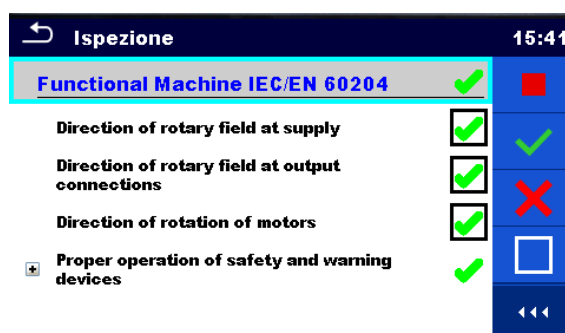 Ispezione
15:41
Functional Machine IEC/EN 60204
Direction of rotary field at supply
Direction of rotary field at output
connections
Direction of rotation of motors
Proper operation of safety and warning
devices